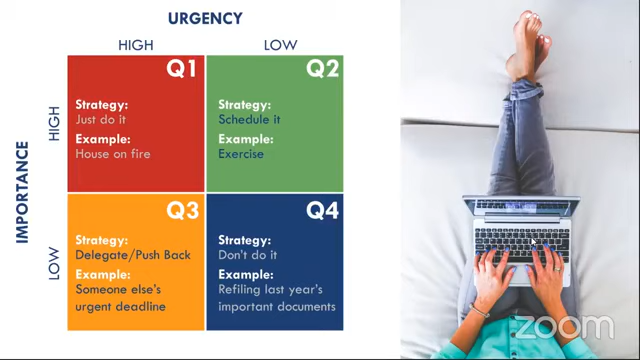 URGENCY
HIGH
LOW
IMPORTANCE
HIGH
Q1
Strategy:
Just do it
Example:
House on fire
Q2
Strategy:
Schedule it
Example:
Exercise
LOW
Q3
Strategy:
Delegate/Push Back
Example:
Someone else's
urgent deadline
Q4
Strategy:
Don't do it
Example:
Refiling last year's
important documents
zoom